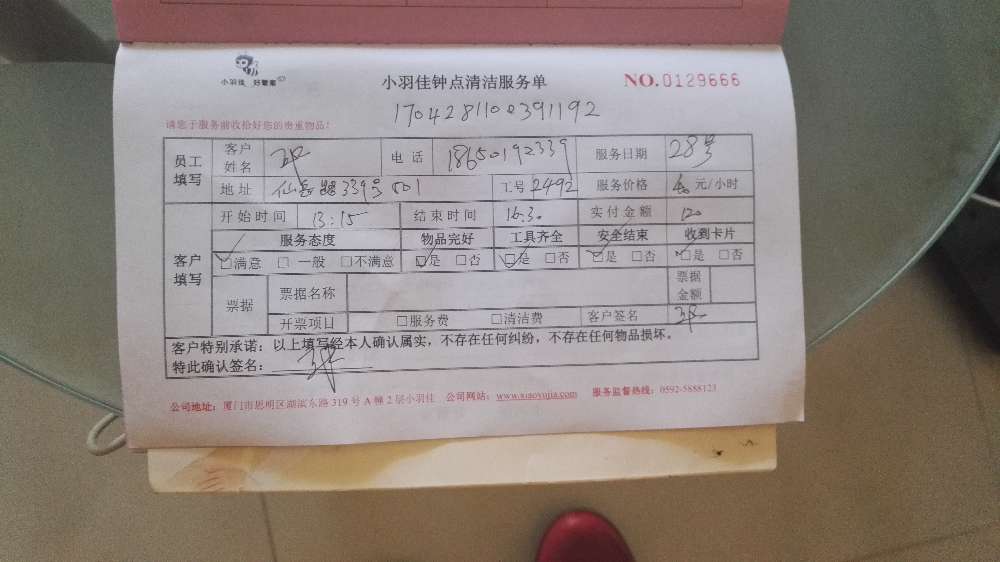 小羽佳 好管家
小羽佳钟点清洁服务单
NO.0129666
1704281100391192
请您于服务前收拾好您的贵重物品!
员工填写 客户姓名 电话 18650192339 服务日期 28号
地址 仙岳路339号 801 工号 2492 服务价格 元/小时
客户填写 开始时间 13:15 结束时间 16:30 实付金额 120
服务态度 物品完好 工具齐全 安全结束 收到卡片
☑满意 □一般 □不满意 ☑是 □否 ☑是 □否 ☑是 □否 ☑是 □否
票据 票据名称 票据金额
开票项目 □服务费 □清洁费 客户签名
客户特别承诺:以上填写经本人确认属实,不存在任何纠纷,不存在任何物品损坏。
特此确认签名:
公司地址:厦门市思明区湖滨东路319号A幢2层小羽佳 公司网站:www.xiaoyujia.com 服务监督热线:0592-5888123